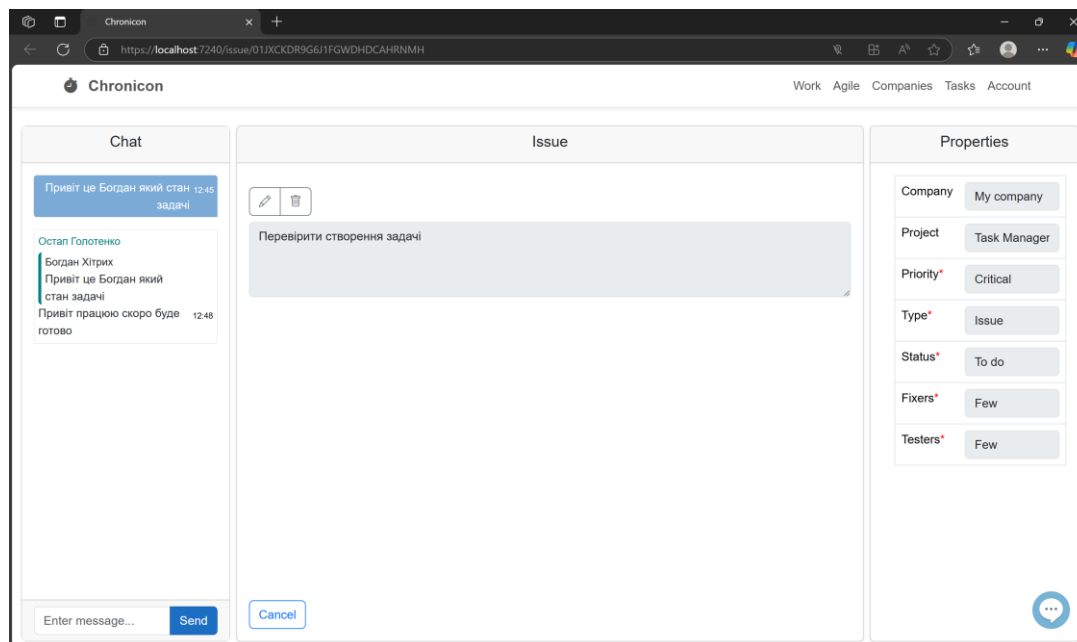 Chronicon
https://localhost:7240/issue/01JXCKDR9G6J1FGWDHDCAHRNMH
Chronicon
Work Agile Companies Tasks Account
Chat
Привіт це Богдан який стан 12:45
задачі
Остап Голотенко
Богдан Хітрих
Привіт це Богдан який
стан задачі
Привіт працюю скоро буде 12:48
готово
Enter message...
Send
Issue
Перевірити створення задачі
Cancel
Properties
Company My company
Project Task Manager
Priority* Critical
Type* Issue
Status* To do
Fixers* Few
Testers* Few